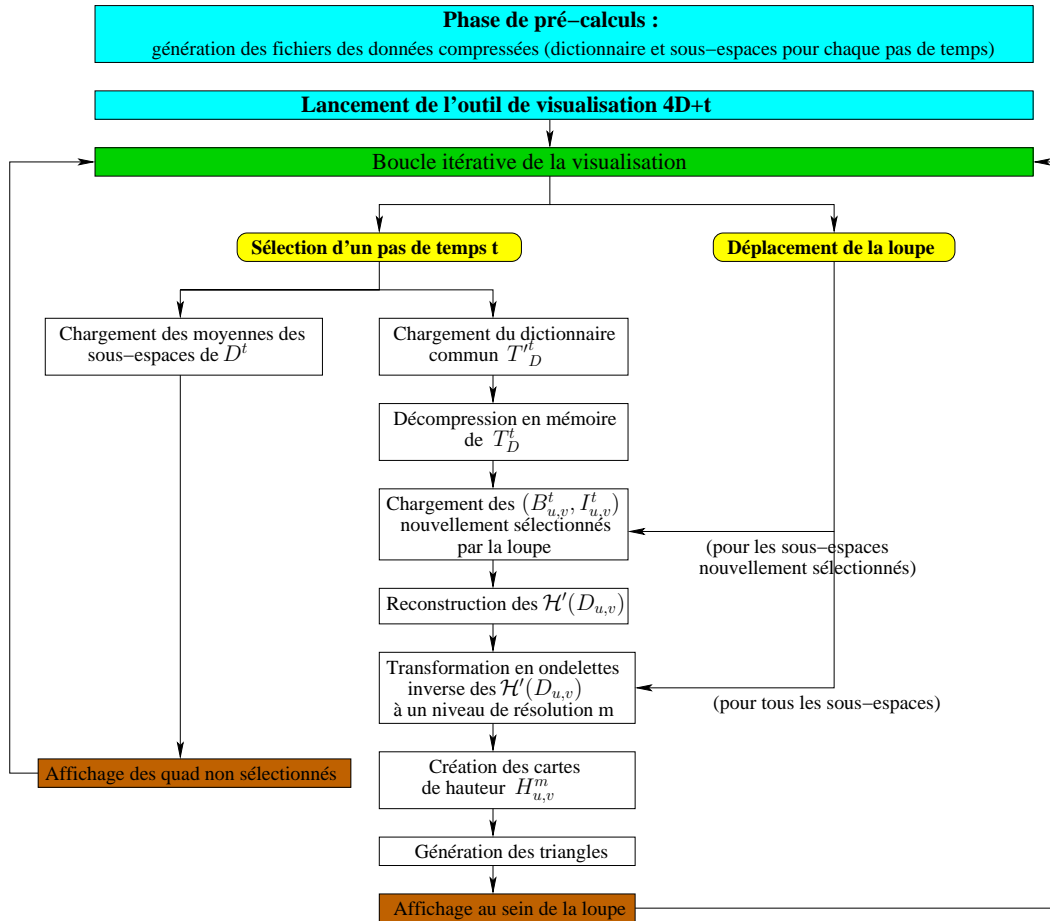 Phase de pré−calculs :
génération des fichiers des données compressées (dictionnaire et sous−espaces pour chaque pas de temps)
Lancement de l'outil de visualisation 4D+t
Boucle itérative de la visualisation
Sélection d'un pas de temps t
Déplacement de la loupe
Chargement des moyennes des
sous−espaces de $D^t$
Chargement du dictionnaire
commun $T'^t_D$
Décompression en mémoire
de $T^t_D$
Chargement des $(B^t_{u,v}, I^t_{u,v})$
nouvellement sélectionnés
par la loupe
(pour les sous−espaces
nouvellement sélectionnés)
Reconstruction des $\mathcal{H}'(D_{u,v})$
Transformation en ondelettes
inverse des $\mathcal{H}'(D_{u,v})$
à un niveau de résolution m
(pour tous les sous−espaces)
Affichage des quad non sélectionnés
Création des cartes
de hauteur $H^m_{u,v}$
Génération des triangles
Affichage au sein de la loupe